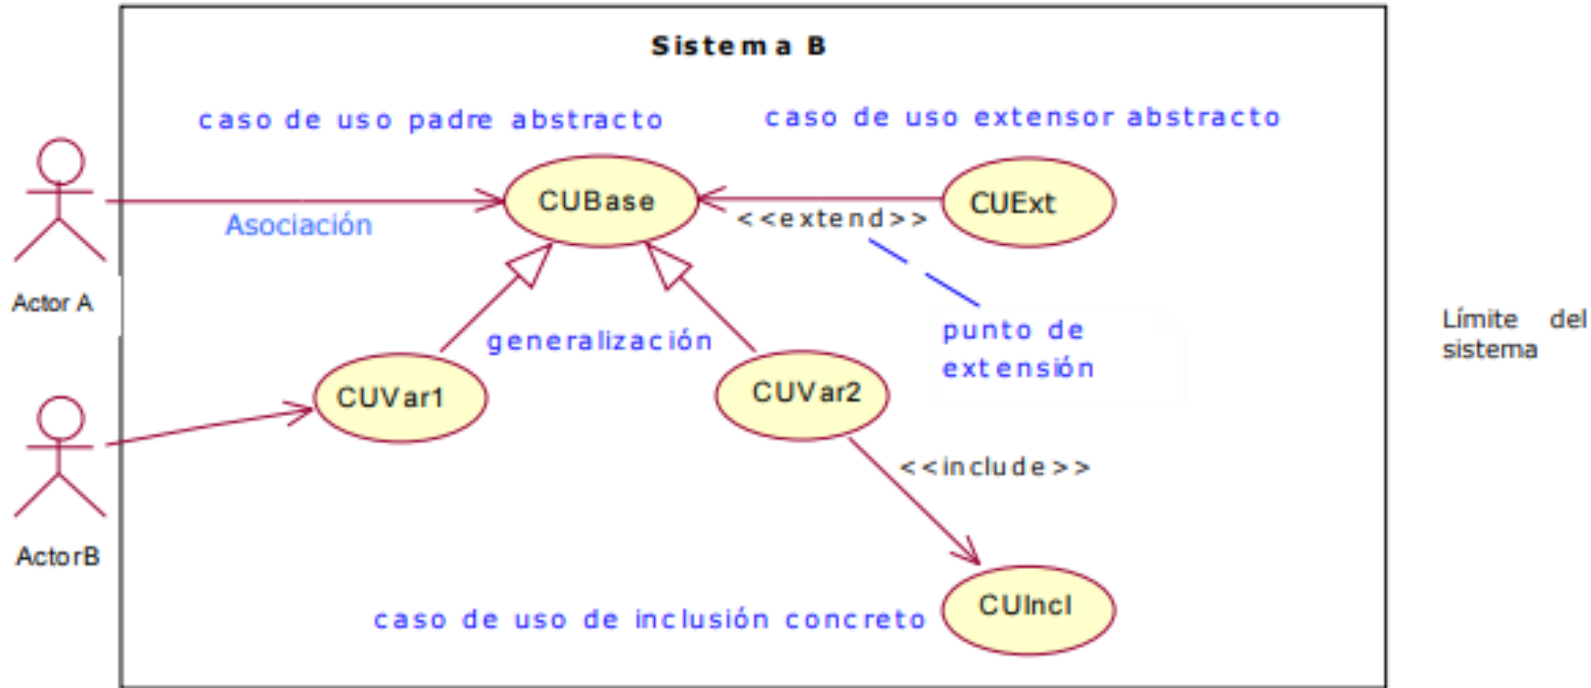 Sistema B
caso de uso padre abstracto
caso de uso extensor abstracto
CUBase
CUExt
<<extend>>
Asociación
Actor A
punto de
extensión
Límite del
sistema
generalización
CUVar1
CUVar2
<<include>>
ActorB
CUIncl
caso de uso de inclusión concreto